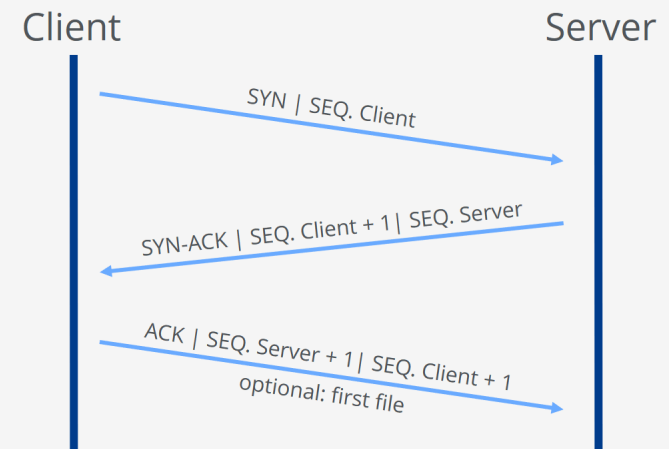 Client
Server
SYN | SEQ. Client
SYN-ACK | SEQ. Client + 1| SEQ. Server
ACK | SEQ. Server + 1| SEQ. Client + 1
optional: first file